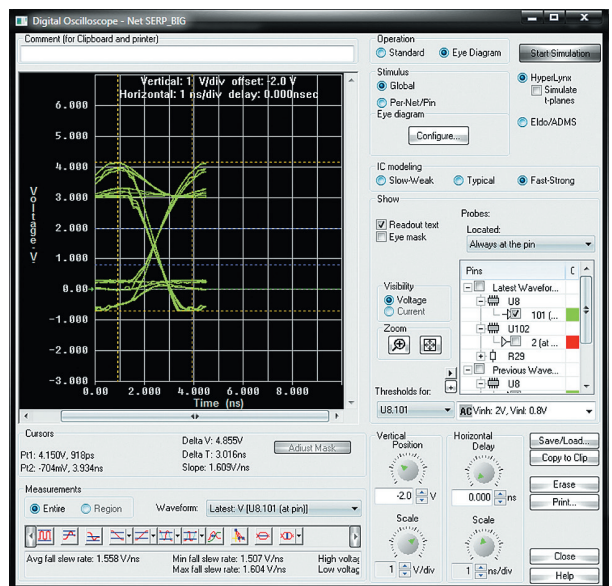 Digital Oscilloscope - Net SERP_BIG
Comment (for Clipboard and printer)
Vertical: 1 V/div offset: -2.0 V
Horizontal: 1 ns/div delay: 0.000nsec
Voltage -V-
6.000
5.000
4.000
3.000
2.000
1.000
0.00
-1.000
-2.000
-3.000
0.00 2.000 4.000 6.000 8.000
Time (ns)
Cursors
Pt1: 4.150V, 918ps
Pt2: -704mV, 3.934ns
Delta V: 4.855V
Delta T: 3.016ns
Slope: 1.609V/ns
Adjust Mask
Measurements
Entire
Region
Waveform:
Latest: V [U8.101 (at pin)]
Avg fall slew rate: 1.558 V/ns
Min fall slew rate: 1.507 V/ns
Max fall slew rate: 1.604 V/ns
High voltag
Low voltag
Operation
Standard
Eye Diagram
Start Simulation
Stimulus
Global
Per-Net/Pin
Eye diagram
Configure...
HyperLynx
Simulate
t-planes
Eldo/ADMS
IC modeling
Slow-Weak
Typical
Fast-Strong
Show
Readout text
Eye mask
Probes:
Located:
Always at the pin
Pins
Latest Wavefor...
U8
101 (...
U102
2 (at ...
R29
Previous Wave...
U8
Visibility
Voltage
Current
Zoom
Thresholds for:
U8.101
AC Vinh: 2V, Vinl: 0.8V
Vertical
Position
-2.0 V
Scale
1 V/div
Horizontal
Delay
0.000 ns
Scale
1 ns/div
Save/Load...
Copy to Clip
Erase
Print...
Close
Help